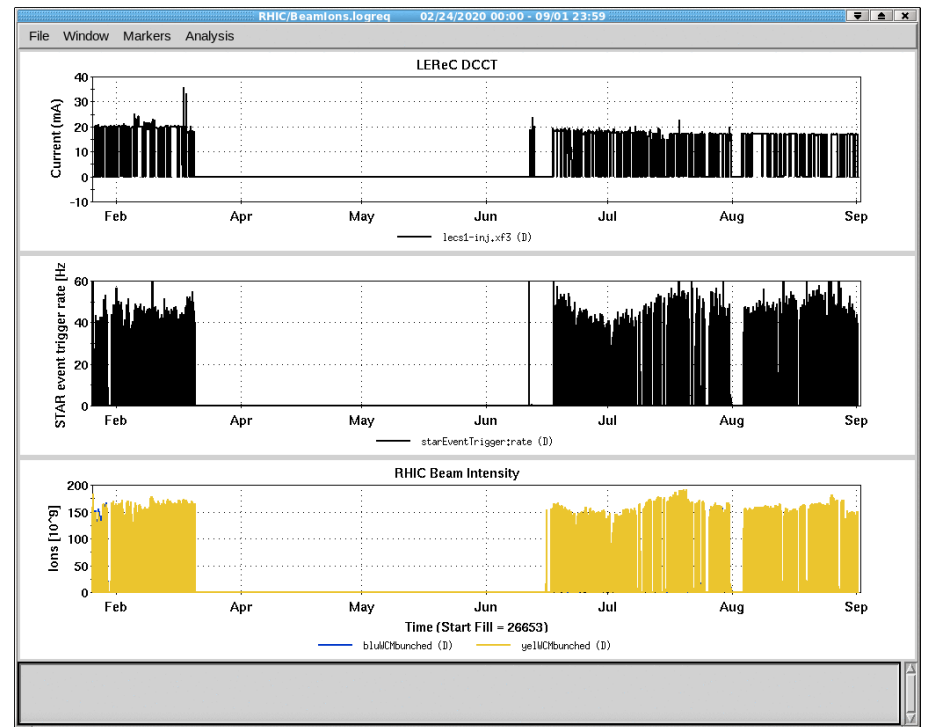 RHIC/BeamIons.logreq 02/24/2020 00:00 - 09/01 23:59
File Window Markers Analysis
LEReC DCCT
Current (mA)
40
30
20
10
0
-10
Feb Apr May Jun Jul Aug Sep
lecs1-inj.xf3 (D)
STAR event trigger rate [Hz
60
40
20
0
Feb Apr May Jun Jul Aug Sep
starEventTrigger:rate (D)
RHIC Beam Intensity
Ions [10^9]
200
150
100
50
0
Feb Apr May Jun Jul Aug Sep
Time (Start Fill = 26653)
bluWCMbunched (D) yelWCMbunched (D)